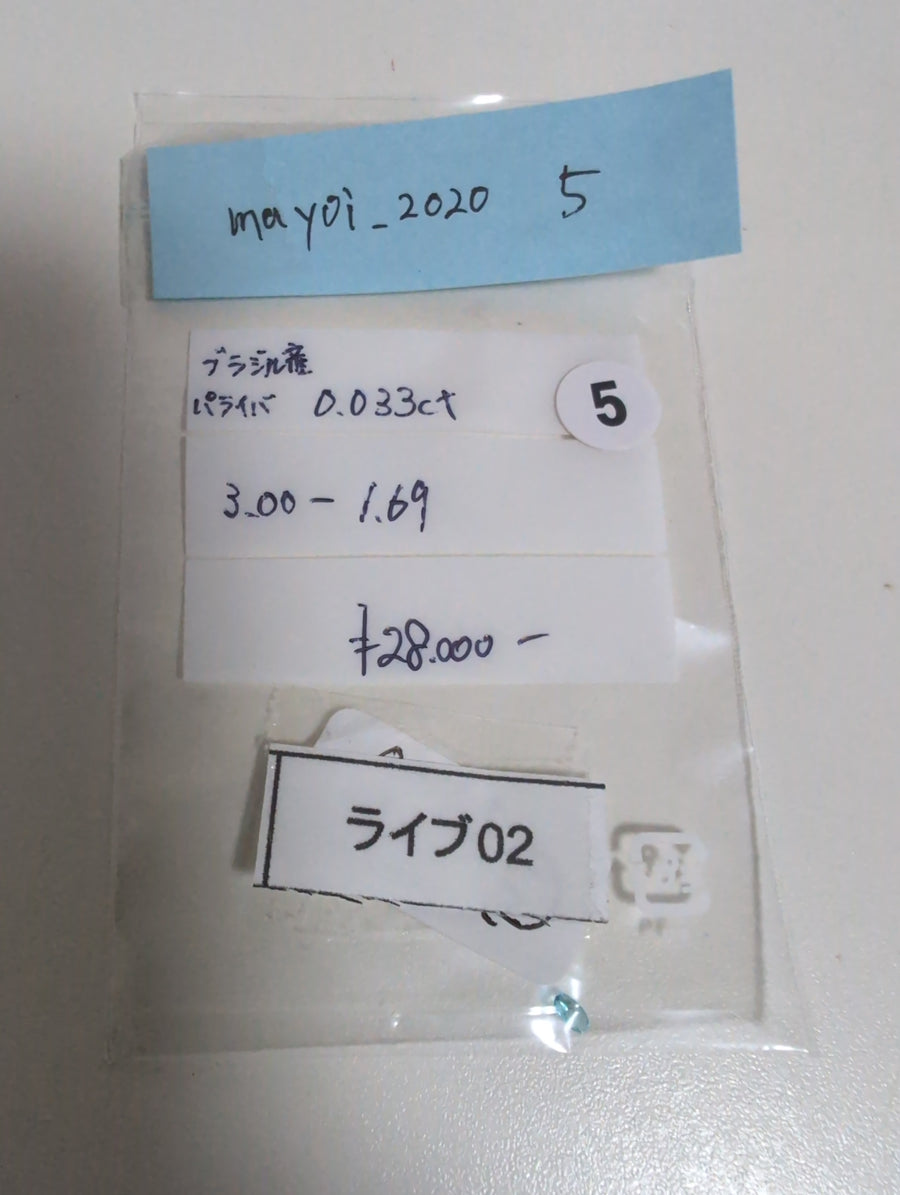 mayoi_2020 5
ブラジル産
パライバ 0.033ct
5
3.00 - 1.69
¥28.000 -
ライブ02